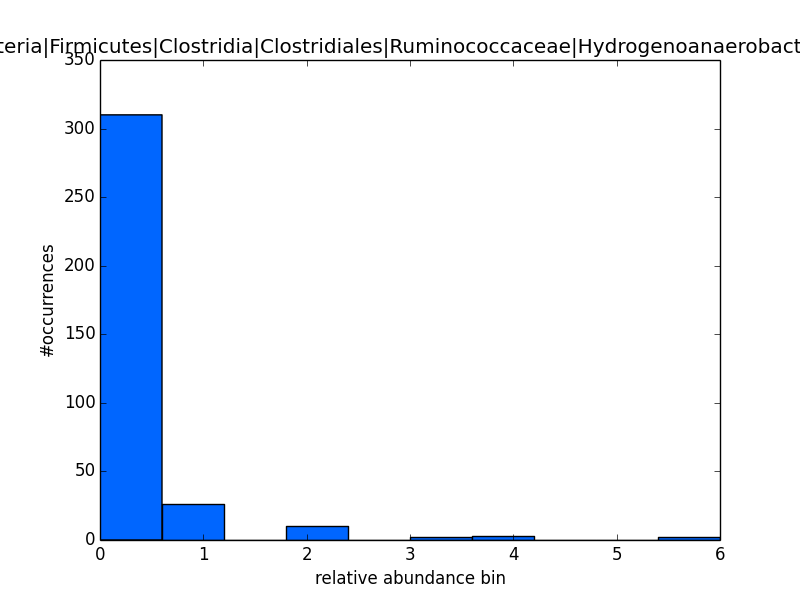 teria|Firmicutes|Clostridia|Clostridiales|Ruminococcaceae|Hydrogenoanaerobact
350
300
250
200
150
100
50
0
#occurrences
0 1 2 3 4 5 6
relative abundance bin